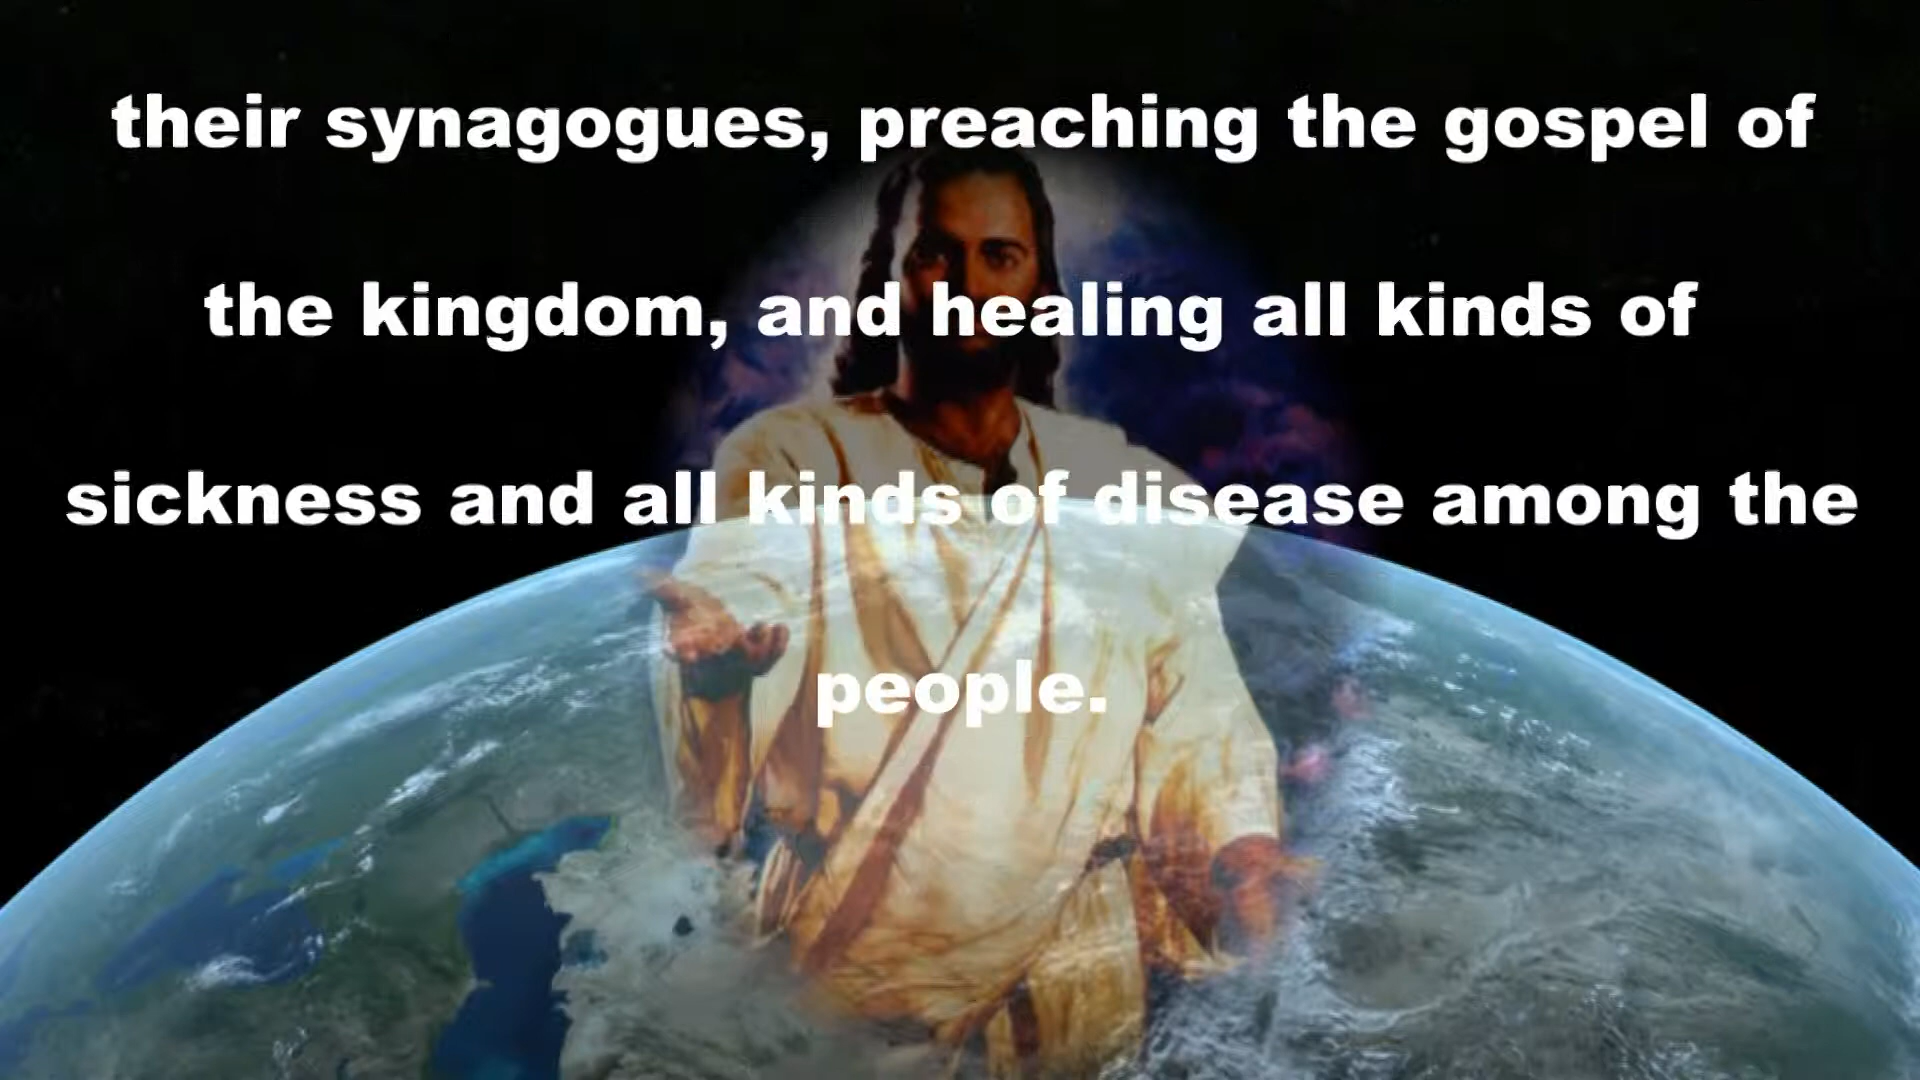 their synagogues, preaching the gospel of
the kingdom, and healing all kinds of
sickness and all kinds of disease among the
people.